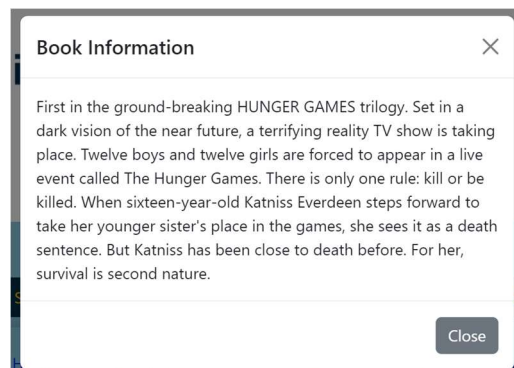 Book Information
First in the ground-breaking HUNGER GAMES trilogy. Set in a
dark vision of the near future, a terrifying reality TV show is taking
place. Twelve boys and twelve girls are forced to appear in a live
event called The Hunger Games. There is only one rule: kill or be
killed. When sixteen-year-old Katniss Everdeen steps forward to
take her younger sister's place in the games, she sees it as a death
sentence. But Katniss has been close to death before. For her,
survival is second nature.
Close